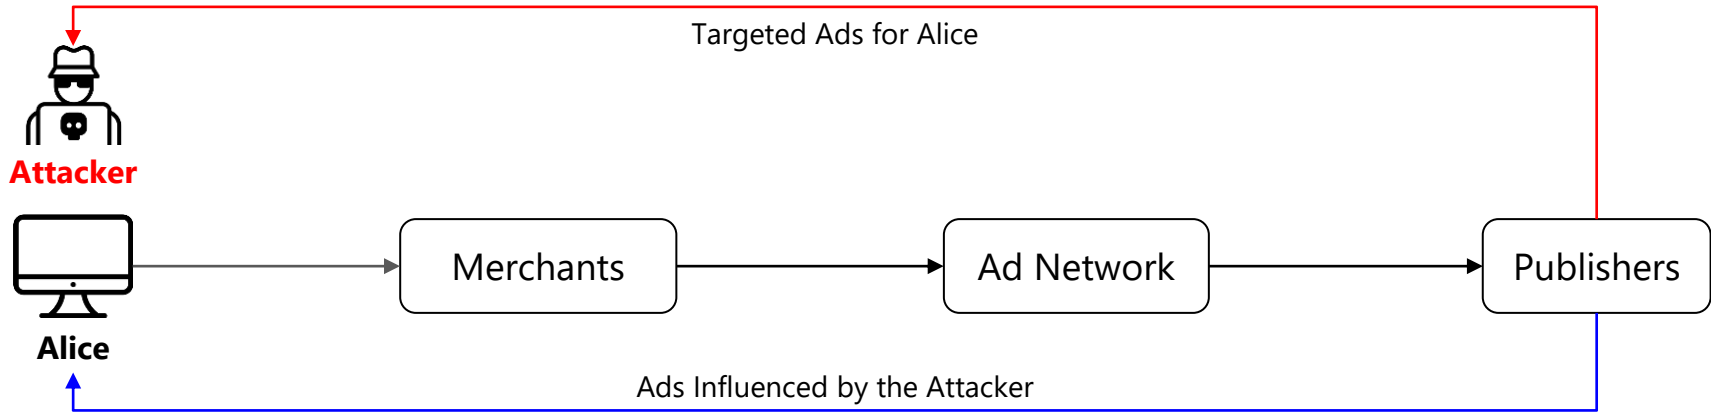 Targeted Ads for Alice
Attacker
Merchants
Ad Network
Publishers
Alice
Ads Influenced by the Attacker